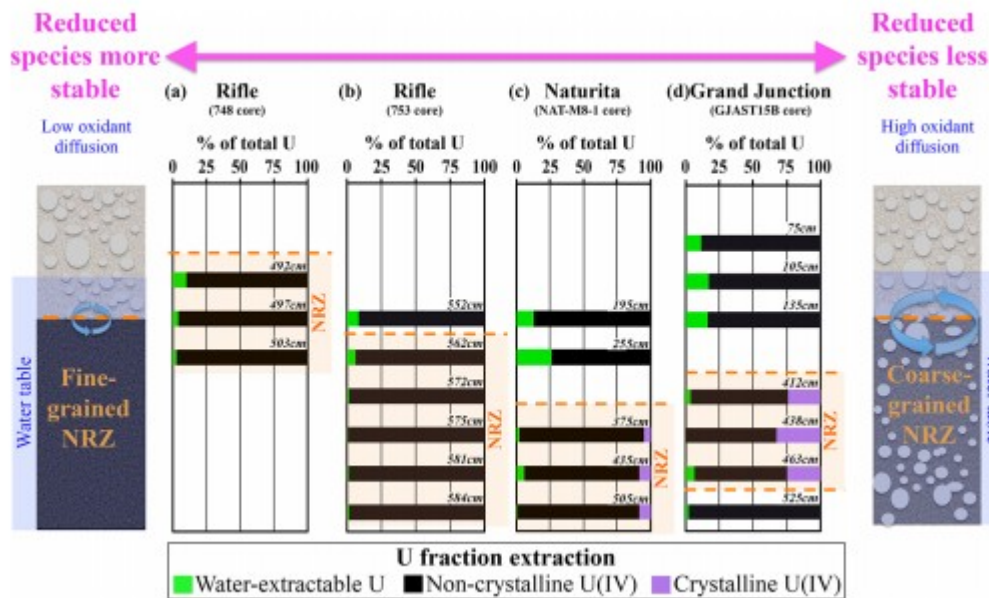 Reduced
species more
stable
Reduced
species less
stable
Low oxidant
diffusion
High oxidant
diffusion
(a) Rifle
(748 core)
% of total U
0 25 50 75 100
492cm
497cm
503cm
NRZ
(b) Rifle
(753 core)
% of total U
0 25 50 75 100
552cm
562cm
572cm
575cm
581cm
584cm
NRZ
(c) Naturita
(NAT-M8-1 core)
% of total U
0 25 50 75 100
195cm
255cm
375cm
435cm
505cm
NRZ
(d)Grand Junction
(GJAST15B core)
% of total U
0 25 50 75 100
75cm
105cm
135cm
412cm
438cm
463cm
525cm
NRZ
Water table
Fine-
grained
NRZ
Coarse-
grained
NRZ
U fraction extraction
Water-extractable U Non-crystalline U(IV) Crystalline U(IV)